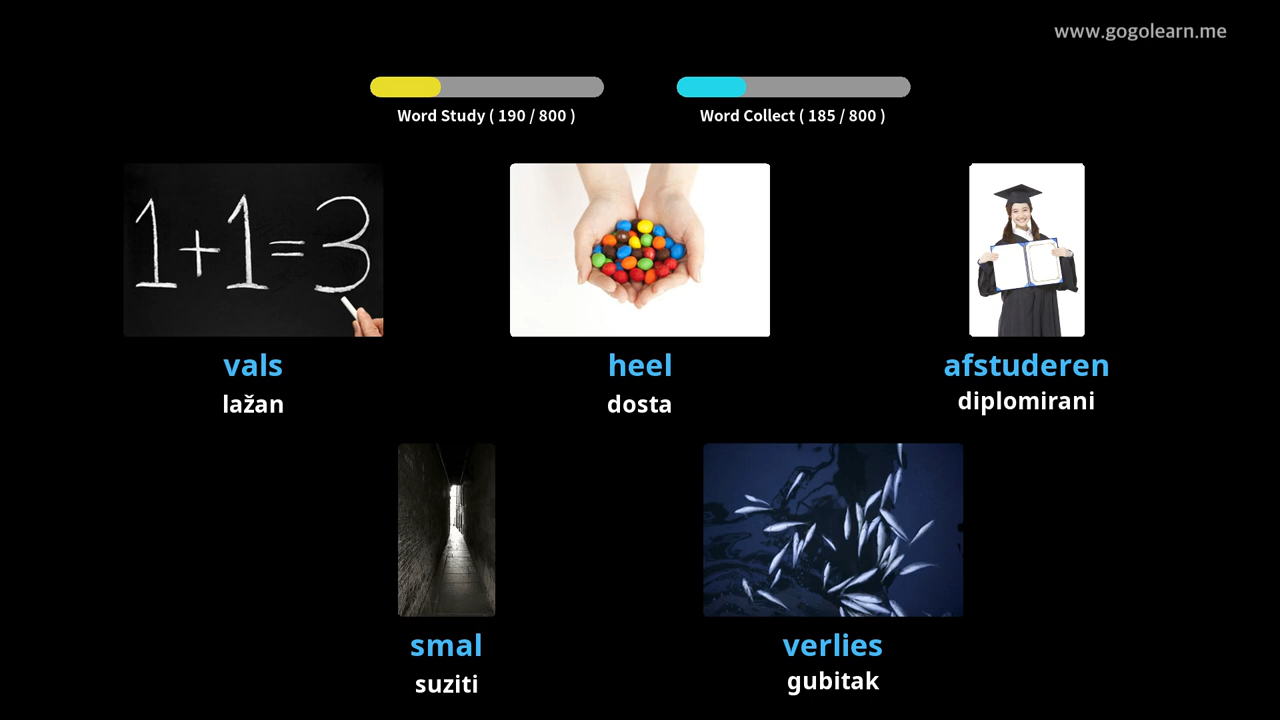 www.gogolearn.me
Word Study ( 190 / 800 )
Word Collect ( 185 / 800 )
1+1=3
vals
lažan
heel
dosta
afstuderen
diplomirani
smal
suziti
verlies
gubitak